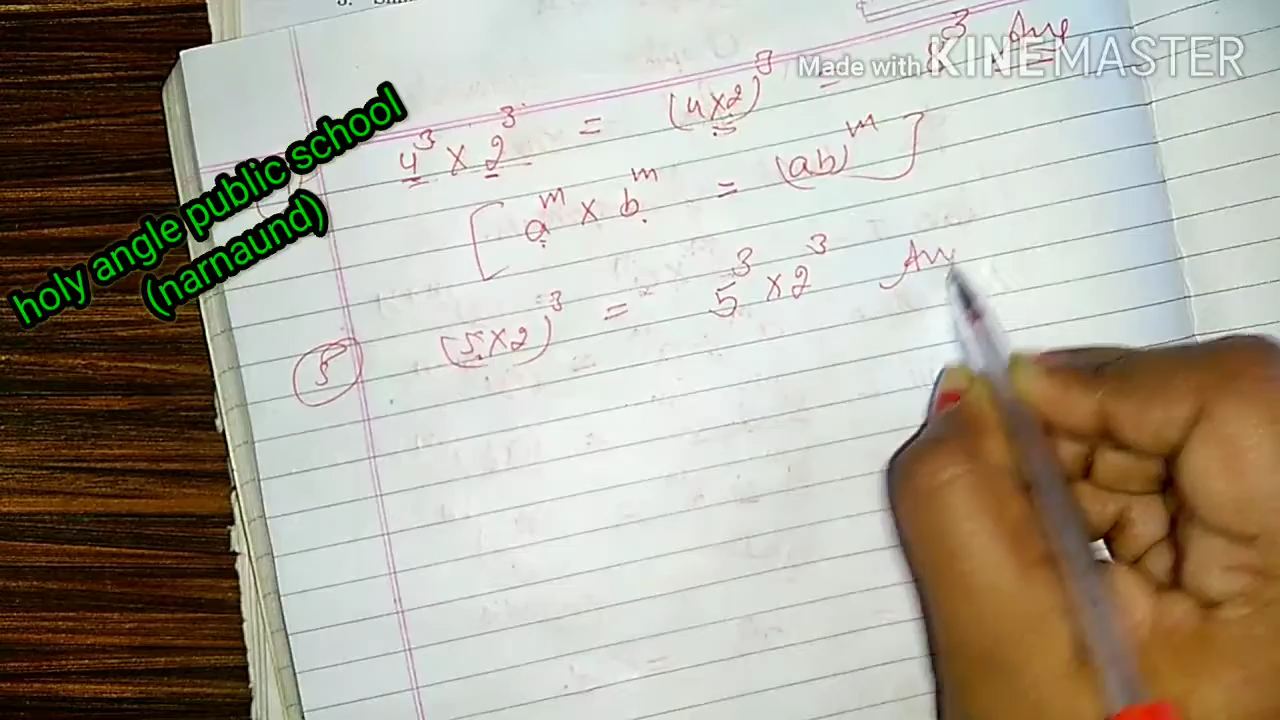 Made with KINEMASTER
4³ × 2³ = (4×2)³ = 8³ Ans
[a^m × b^m = (ab)^m]
(5×2)³ = 5³ × 2³ Ans
holy angle public school
(narnaund)